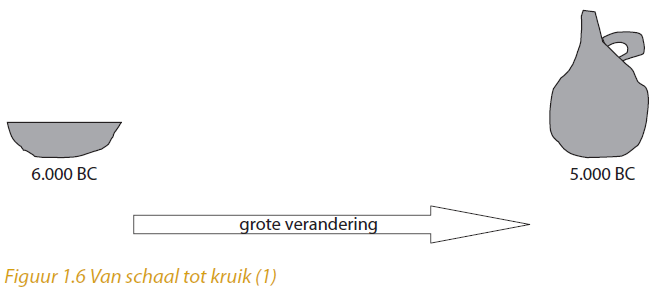 6.000 BC
5.000 BC
grote verandering
Figuur 1.6 Van schaal tot kruik (1)